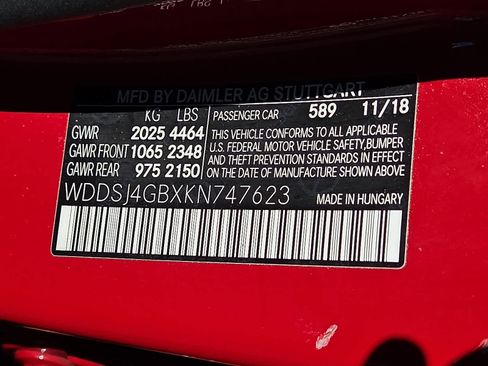 MFD BY DAIMLER AG STUTTGART
KG LBS
GVWR 2025 4464
GAWR FRONT 1065 2348
GAWR REAR 975 2150
PASSENGER CAR 589 11/18
THIS VEHICLE CONFORMS TO ALL APPLICABLE
U.S. FEDERAL MOTOR VEHICLE SAFETY, BUMPER
AND THEFT PREVENTION STANDARDS IN
EFFECT ON THE DATE OF MANUFACTURE
WDDSJ4GBXKN747623
MADE IN HUNGARY